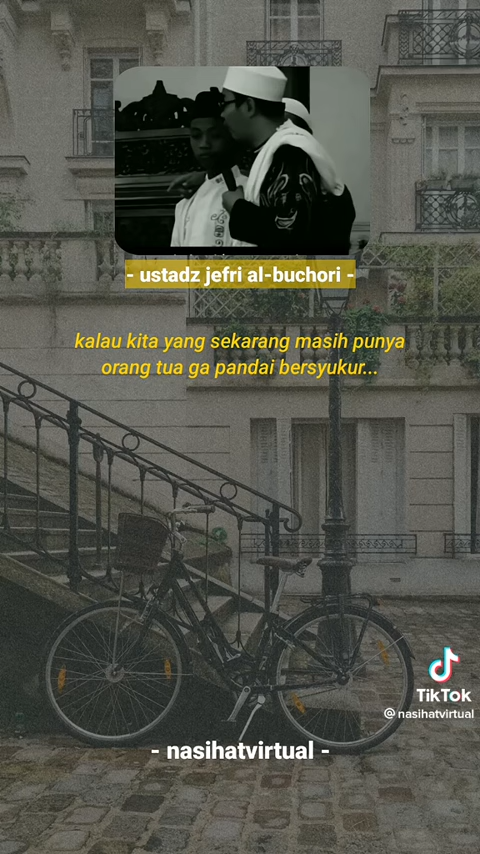 - ustadz jefri al-buchori -
kalau kita yang sekarang masih punya
orang tua ga pandai bersyukur...
TikTok
@ nasihatvirtual
- nasihatvirtual -